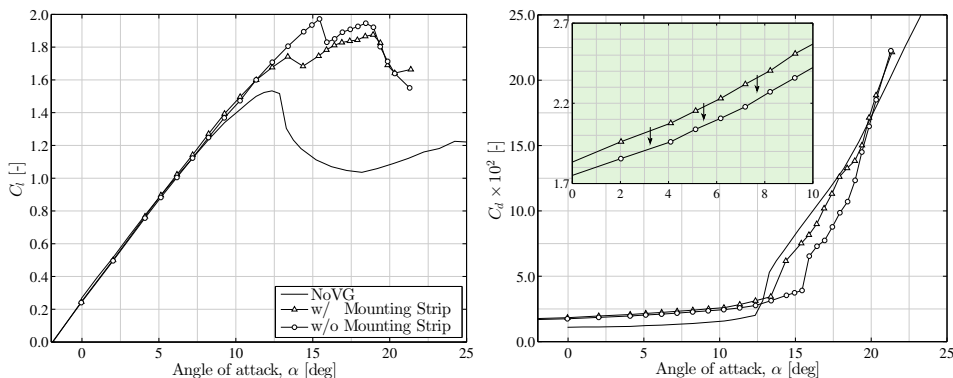 2.0
1.8
1.6
1.4
1.2
1.0
0.8
0.6
0.4
0.2
0.0
C_l [-]
NoVG
w/ Mounting Strip
w/o Mounting Strip
0 5 10 15 20 25
Angle of attack, α [deg]
25.0
20.0
15.0
10.0
5.0
0.0
C_d × 10² [-]
2.7
2.2
1.7
0 2 4 6 8 10
0 5 10 15 20 25
Angle of attack, α [deg]